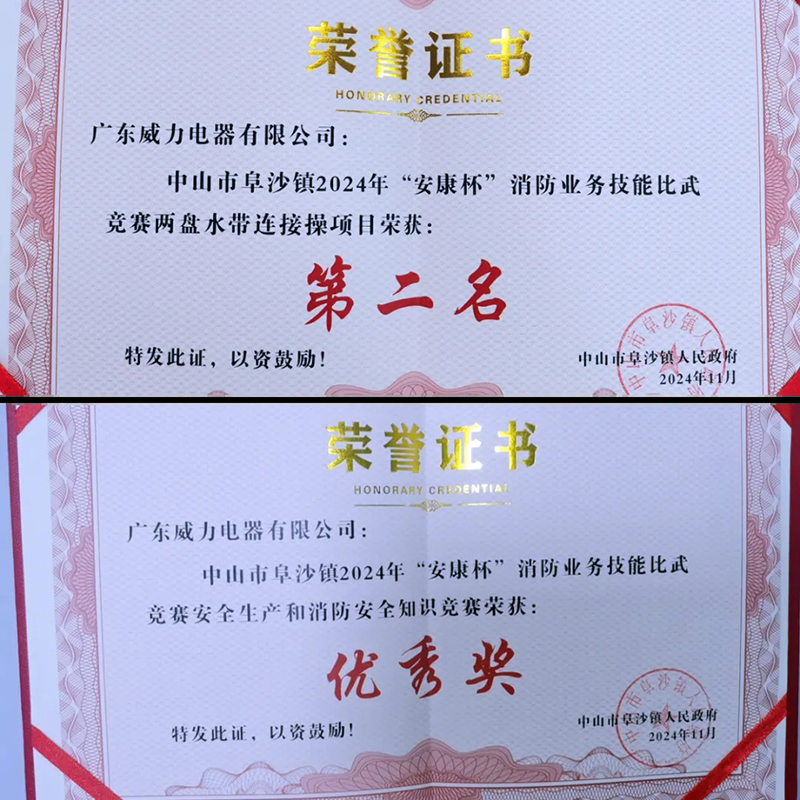 荣誉证书
HONORARY CREDENTIAL
广东威力电器有限公司：
中山市阜沙镇2024年“安康杯”消防业务技能比武
竞赛两盘水带连接操项目荣获：
第二名
特发此证，以资鼓励！
中山市阜沙镇人民政府
2024年11月
荣誉证书
HONORARY CREDENTIAL
广东威力电器有限公司：
中山市阜沙镇2024年“安康杯”消防业务技能比武
竞赛安全生产和消防安全知识竞赛荣获：
优秀奖
特发此证，以资鼓励！
中山市阜沙镇人民政府
2024年11月